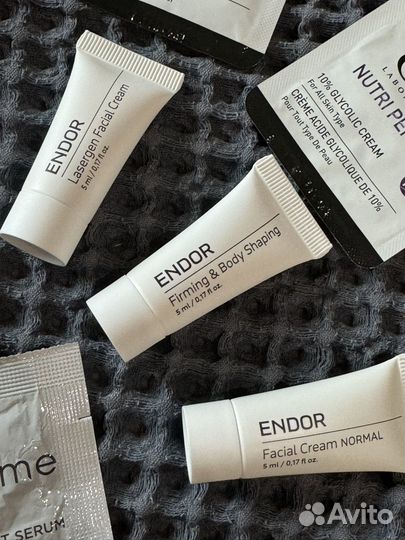 ENDOR
Lasergen Facial Cream
5 ml / 0,17 fl oz.
LABO
NUTRI PE
10% GLYCOLIC CREAM
For All Skin Type
CRÈME ACIDE GLYCOLIQUE DE 10%
Pour Tout Type De Peau
ENDOR
Firming & Body Shaping
5 ml / 0.17 fl oz.
me
T SERUM
ENDOR
Facial Cream NORMAL
5 ml / 0,17 fl oz.
Avito